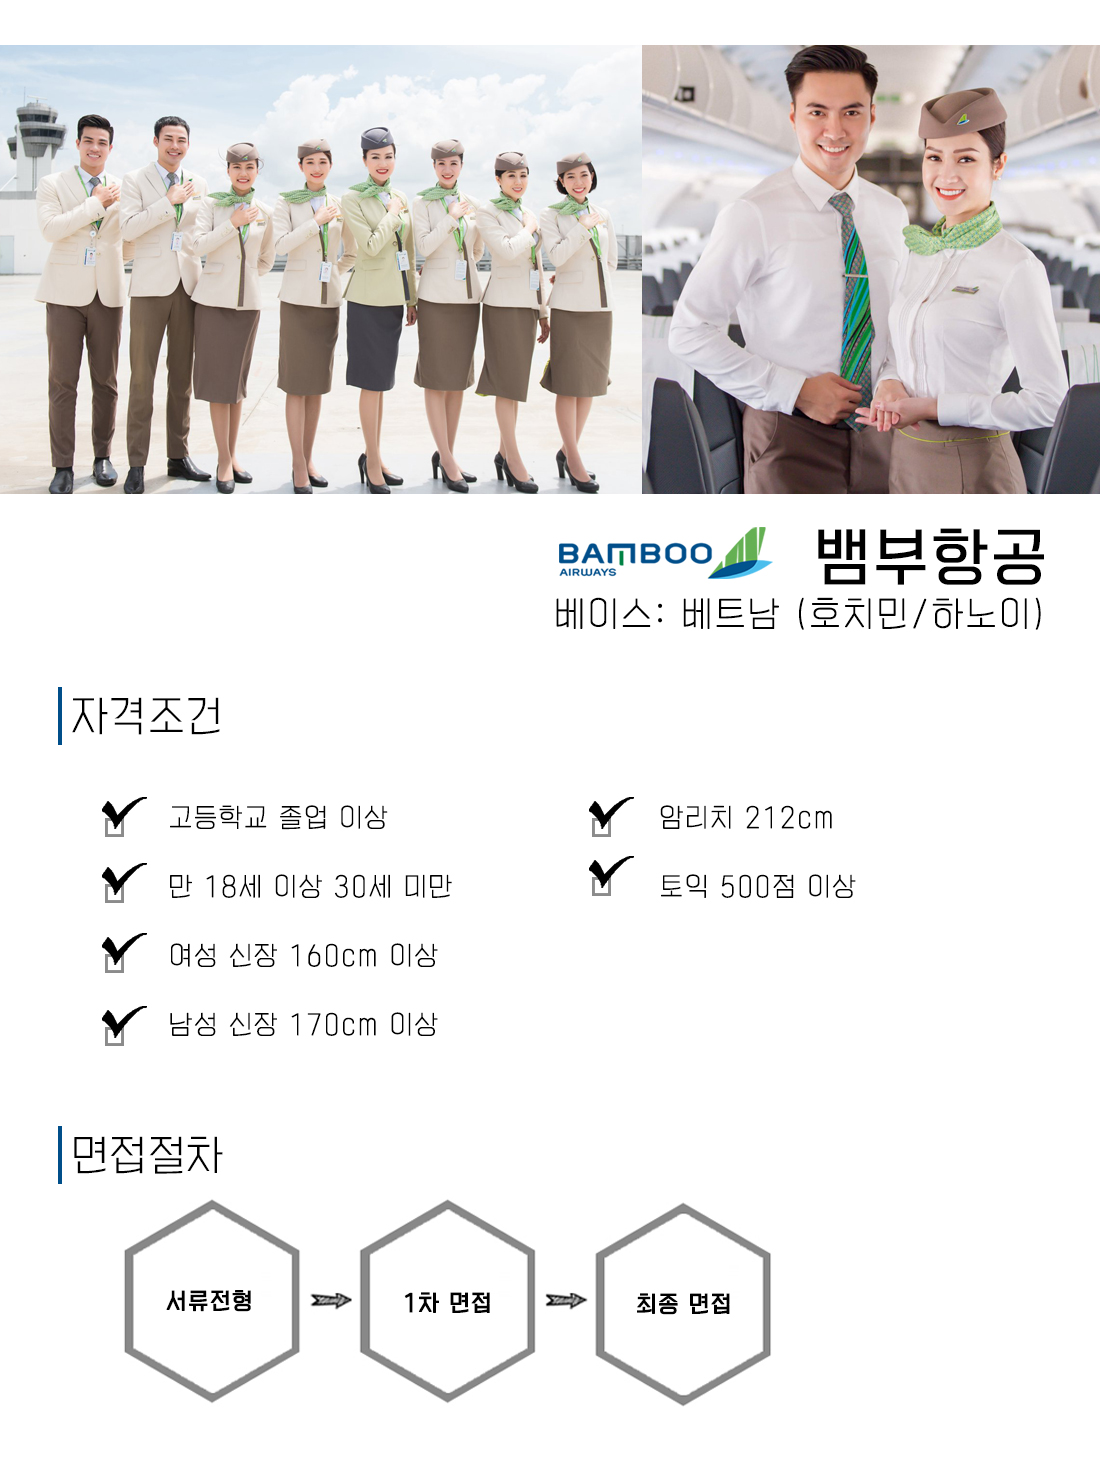 BAMBOO
AIRWAYS
뱀부항공
베이스: 베트남 (호치민/하노이)
자격조건
고등학교 졸업 이상
만 18세 이상 30세 미만
여성 신장 160cm 이상
남성 신장 170cm 이상
암리치 212cm
토익 500점 이상
면접절차
서류전형
1차 면접
최종 면접